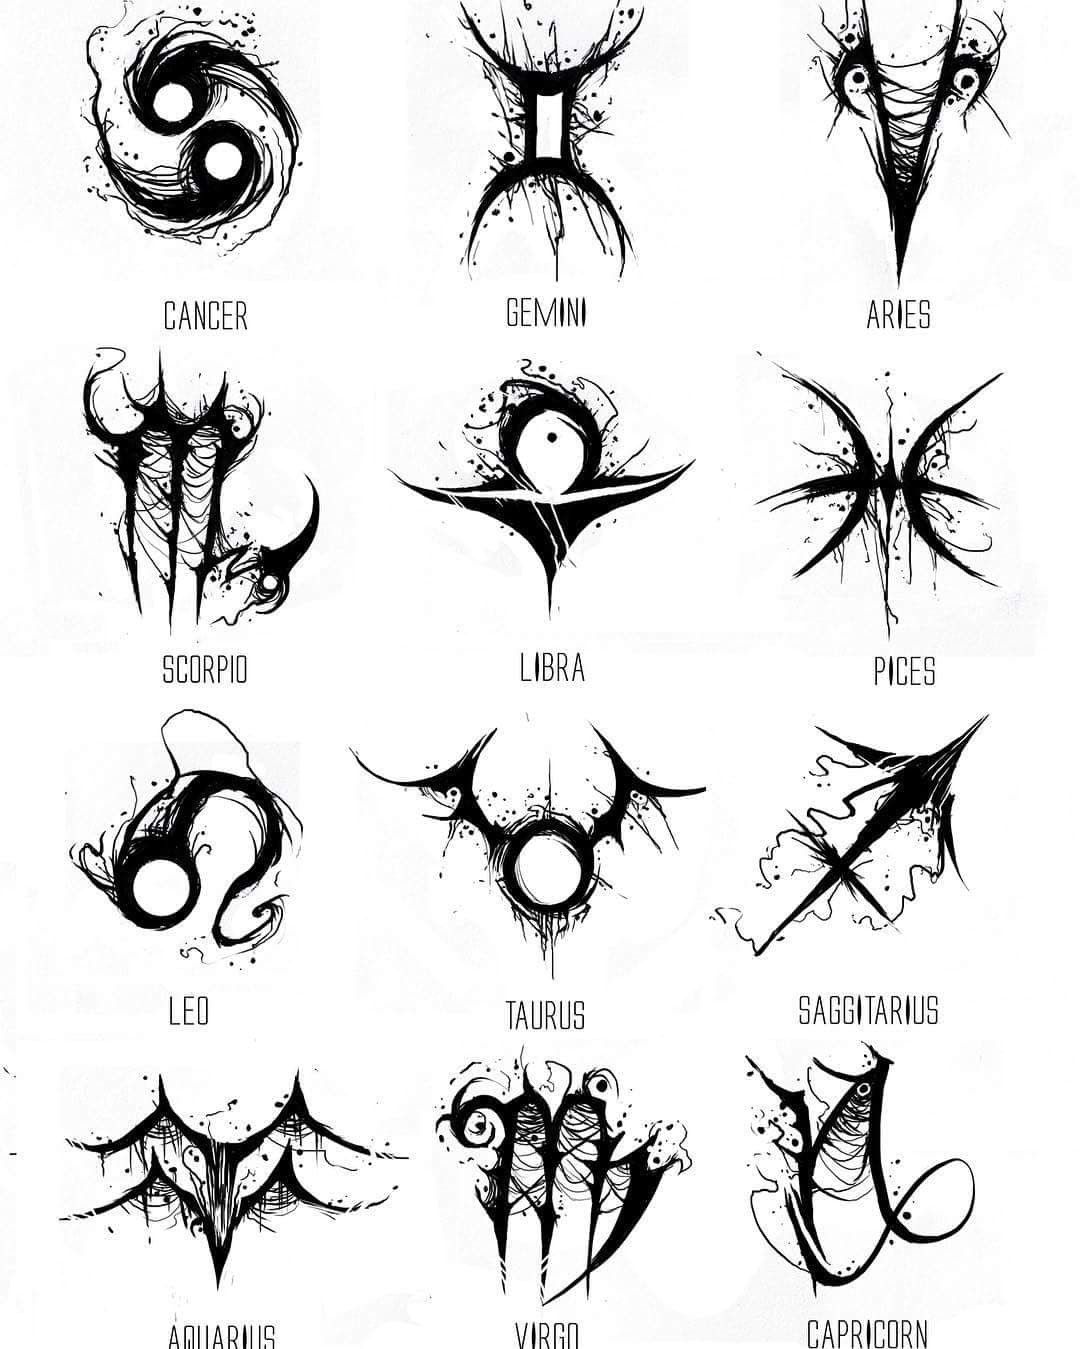 CANCER
GEMINI
ARIES
SCORPIO
LIBRA
PICES
LEO
TAURUS
SAGGITARIUS
AQUARIUS
VIRGO
CAPRICORN